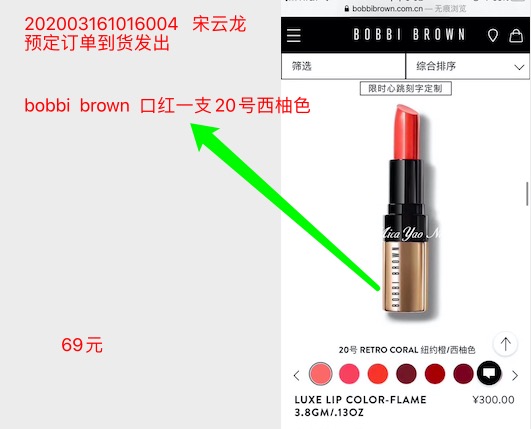 202003161016004 宋云龙
预定订单到货发出
bobbi brown 口红一支20号西柚色
69元
bobbibrown.com.cn — 无痕浏览
BOBBI BROWN
筛选
综合排序
限时心跳刻字定制
Mica Yao
BOBBI BROWN
20号 RETRO CORAL 纽约橙/西柚色
LUXE LIP COLOR-FLAME
3.8GM/.13OZ
¥300.00